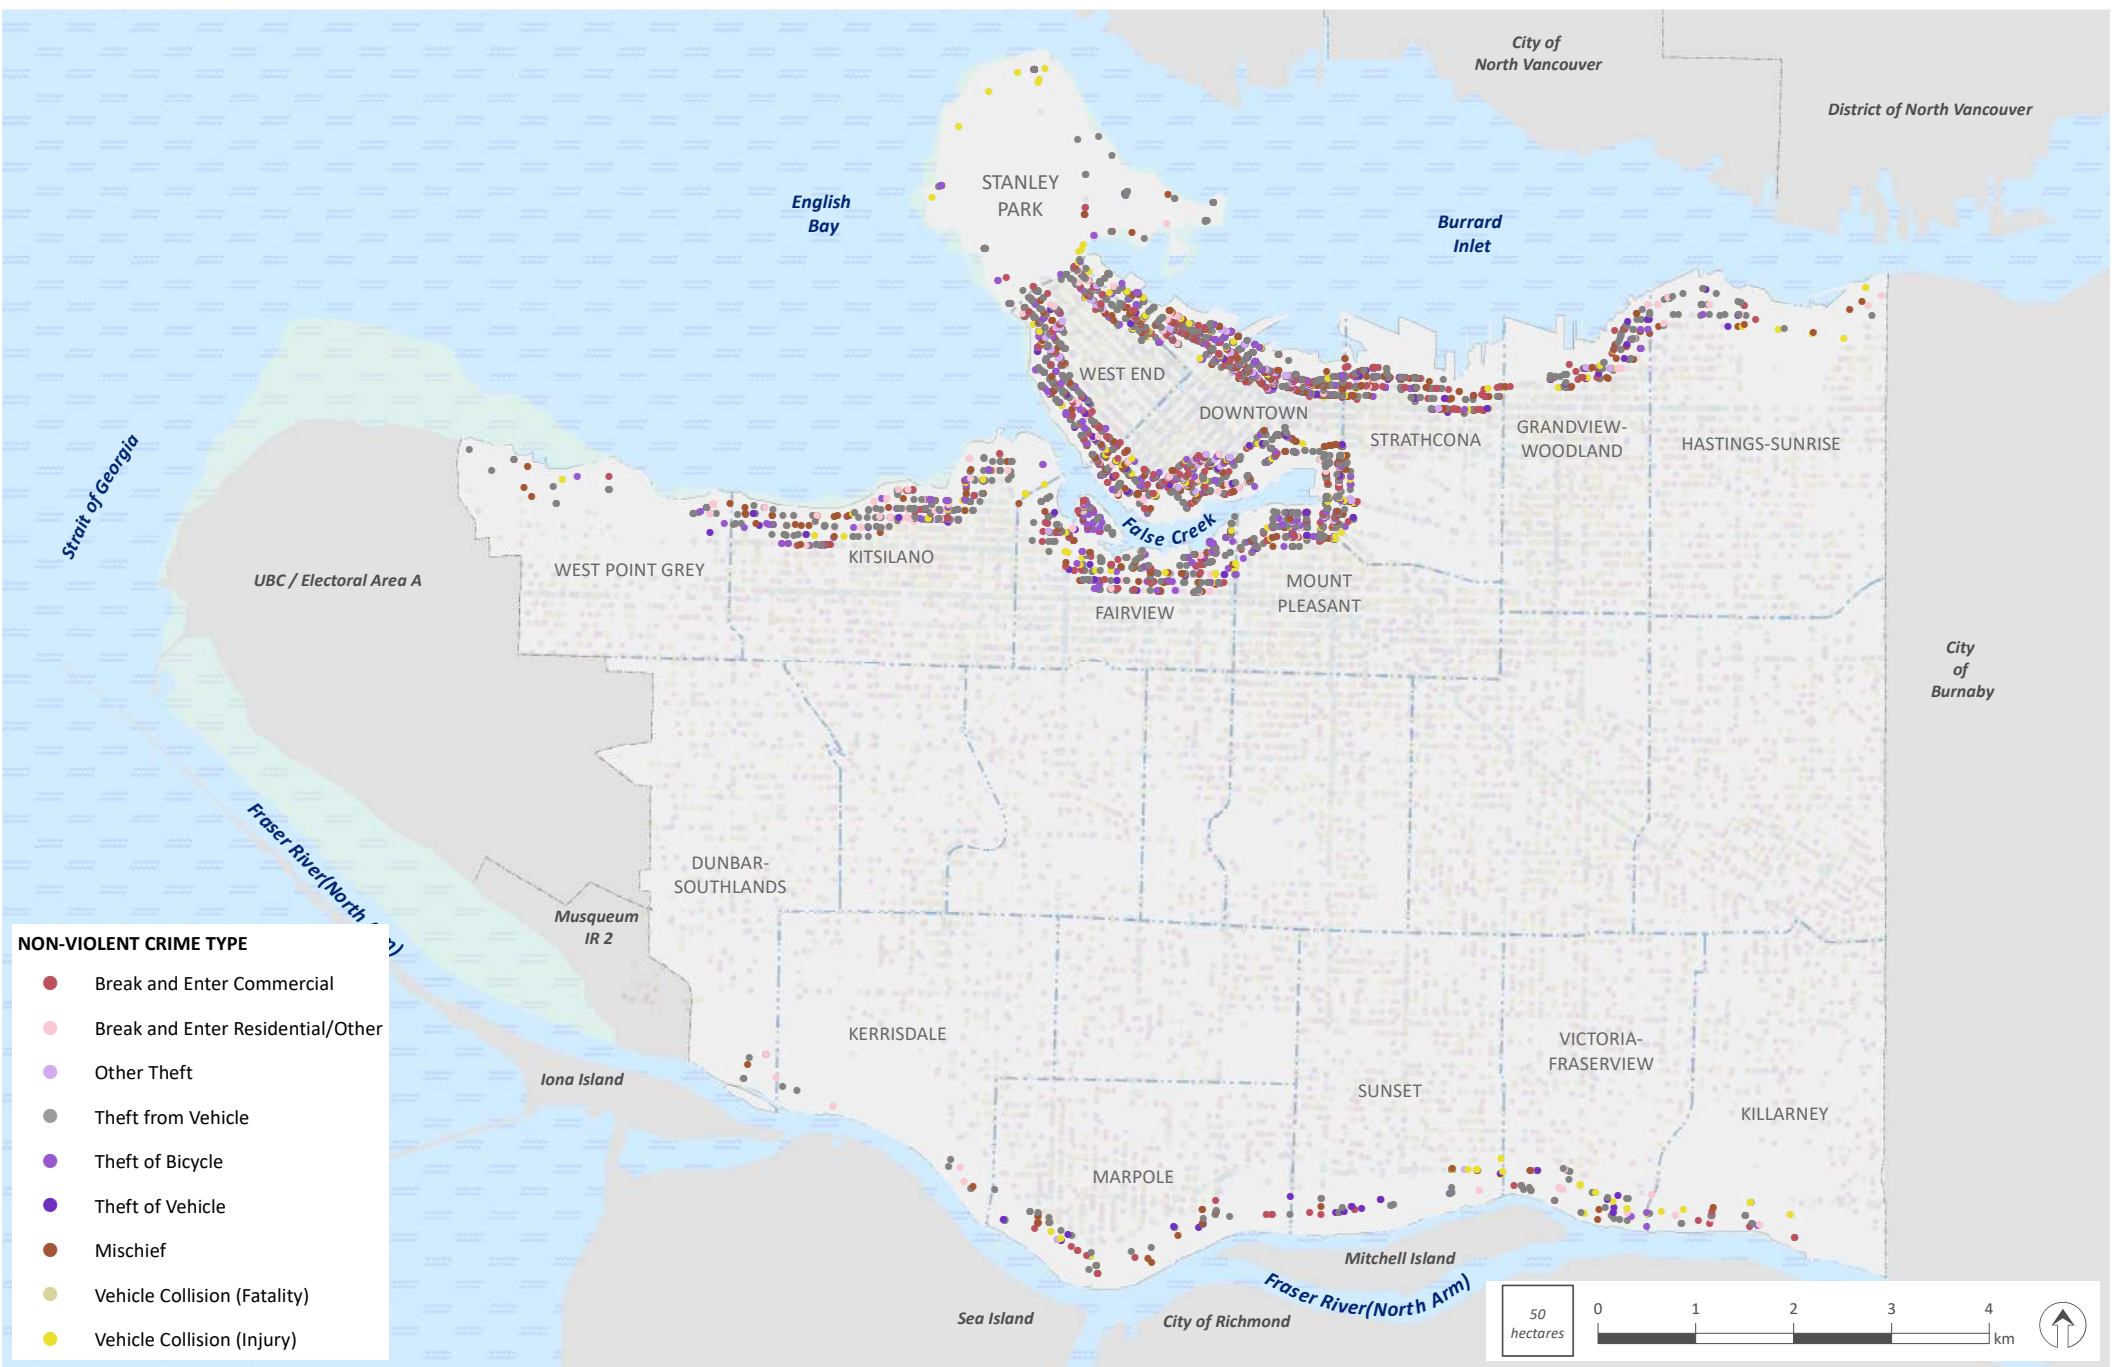 City of
North Vancouver
District of North Vancouver
STANLEY
PARK
English
Bay
Burrard
Inlet
WEST END
DOWNTOWN
STRATHCONA
GRANDVIEW-
WOODLAND
HASTINGS-SUNRISE
Strait of Georgia
False Creek
UBC / Electoral Area A
WEST POINT GREY
KITSILANO
FAIRVIEW
MOUNT
PLEASANT
City
of
Burnaby
DUNBAR-
SOUTHLANDS
Fraser River(North
Musqueum
IR 2
KERRISDALE
VICTORIA-
FRASERVIEW
Iona Island
SUNSET
KILLARNEY
MARPOLE
Mitchell Island
Fraser River(North Arm)
Sea Island
City of Richmond
NON-VIOLENT CRIME TYPE
Break and Enter Commercial
Break and Enter Residential/Other
Other Theft
Theft from Vehicle
Theft of Bicycle
Theft of Vehicle
Mischief
Vehicle Collision (Fatality)
Vehicle Collision (Injury)
50
hectares
0 1 2 3 4
km